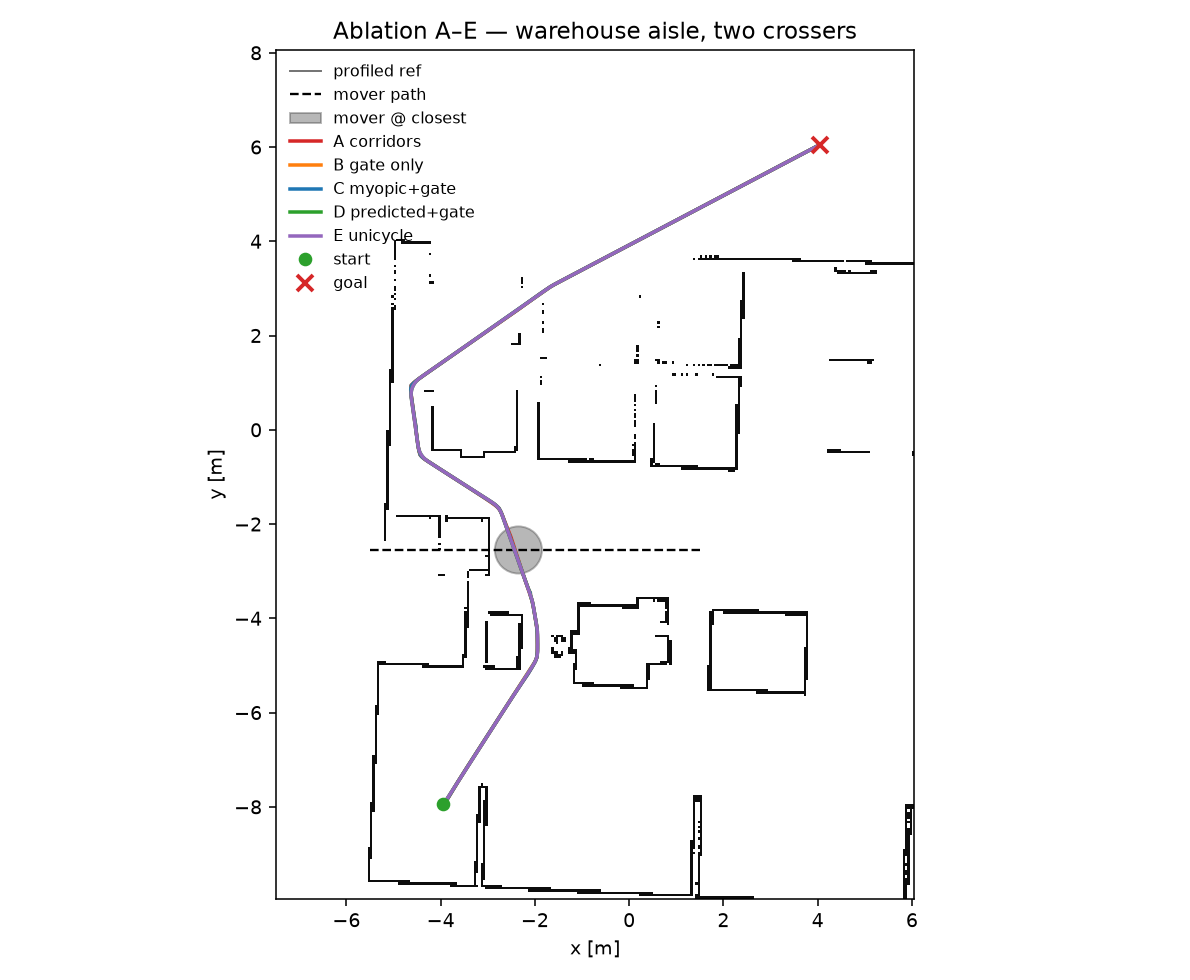 Ablation A–E — warehouse aisle, two crossers
profiled ref
mover path
mover @ closest
A corridors
B gate only
C myopic+gate
D predicted+gate
E unicycle
start
goal
8
6
4
2
0
−2
−4
−6
−8
y [m]
−6
−4
−2
0
2
4
6
x [m]